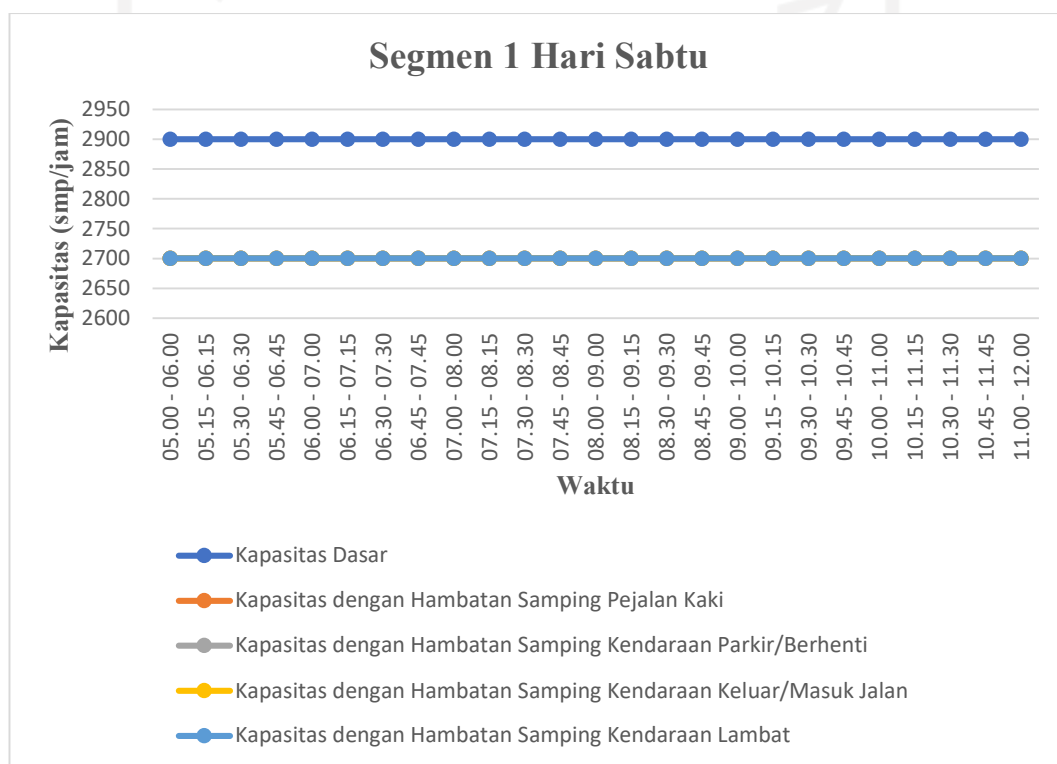 Segmen 1 Hari Sabtu
Kapasitas (smp/jam)
2950
2900
2850
2800
2750
2700
2650
2600
05.00 - 06.00
05.15 - 06.15
05.30 - 06.30
05.45 - 06.45
06.00 - 07.00
06.15 - 07.15
06.30 - 07.30
06.45 - 07.45
07.00 - 08.00
07.15 - 08.15
07.30 - 08.30
07.45 - 08.45
08.00 - 09.00
08.15 - 09.15
08.30 - 09.30
08.45 - 09.45
09.00 - 10.00
09.15 - 10.15
09.30 - 10.30
09.45 - 10.45
10.00 - 11.00
10.15 - 11.15
10.30 - 11.30
10.45 - 11.45
11.00 - 12.00
Waktu
Kapasitas Dasar
Kapasitas dengan Hambatan Samping Pejalan Kaki
Kapasitas dengan Hambatan Samping Kendaraan Parkir/Berhenti
Kapasitas dengan Hambatan Samping Kendaraan Keluar/Masuk Jalan
Kapasitas dengan Hambatan Samping Kendaraan Lambat